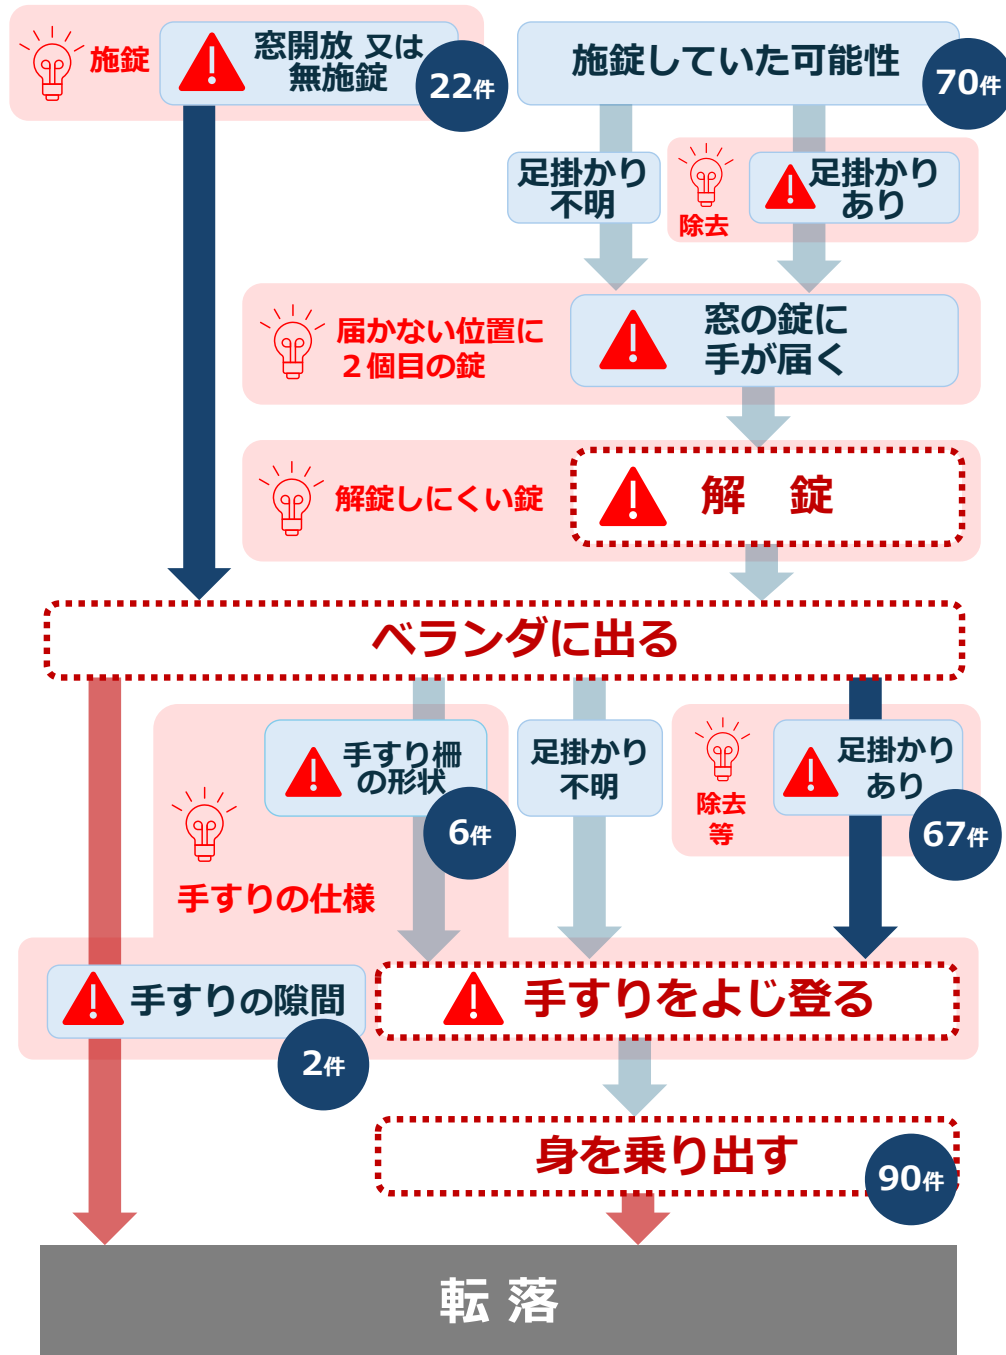 施錠
窓開放 又は
無施錠
22件
施錠していた可能性
70件
足掛かり
不明
除去
足掛かり
あり
届かない位置に
２個目の錠
窓の錠に
手が届く
解錠しにくい錠
解　錠
ベランダに出る
手すり柵
の形状
6件
足掛かり
不明
除去
等
足掛かり
あり
67件
手すりの仕様
手すりの隙間
2件
手すりをよじ登る
身を乗り出す
90件
転 落